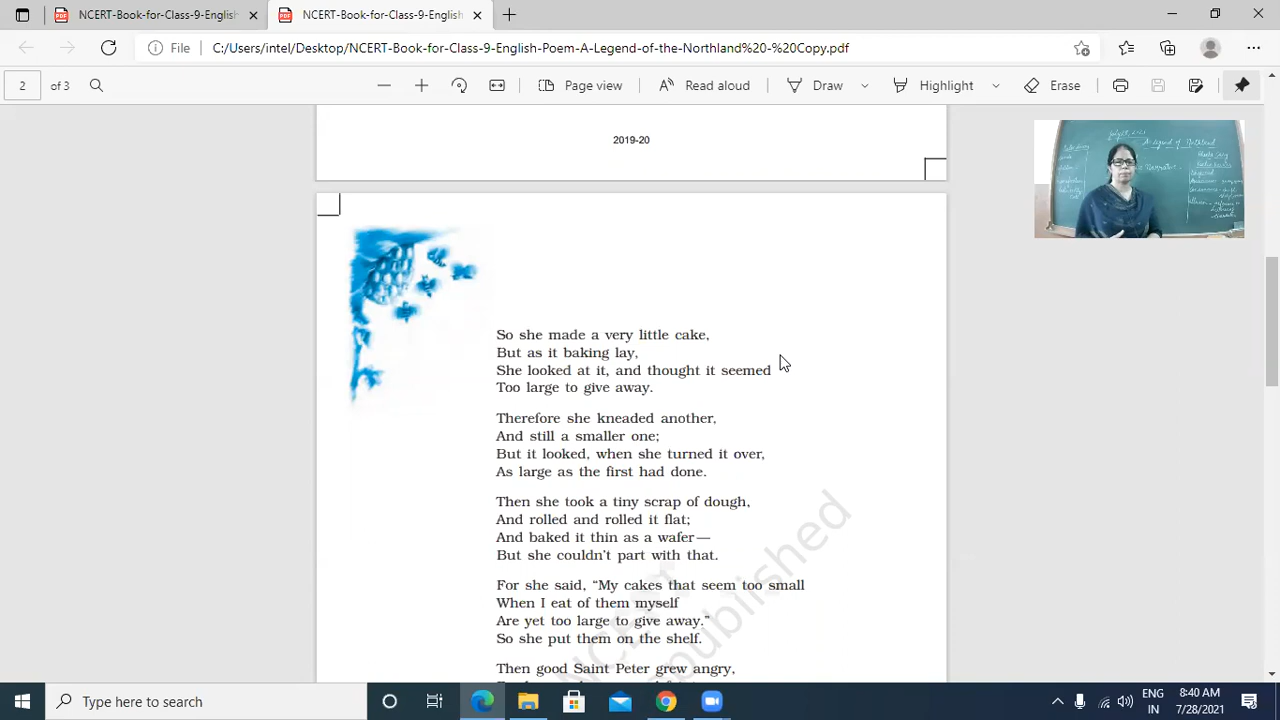 NCERT-Book-for-Class-9-English
NCERT-Book-for-Class-9-English
File
C:/Users/intel/Desktop/NCERT-Book-for-Class-9-English-Poem-A-Legend-of-the-Northland%20-%20Copy.pdf
2
of 3
Page view
Read aloud
Draw
Highlight
Erase
2019-20
A Legend of Northland
Narrator
So she made a very little cake,
But as it baking lay,
She looked at it, and thought it seemed
Too large to give away.
Therefore she kneaded another,
And still a smaller one;
But it looked, when she turned it over,
As large as the first had done.
Then she took a tiny scrap of dough,
And rolled and rolled it flat;
And baked it thin as a wafer—
But she couldn't part with that.
For she said, “My cakes that seem too small
When I eat of them myself
Are yet too large to give away.”
So she put them on the shelf.
Then good Saint Peter grew angry,
NCERT
republished
Type here to search
ENG
IN
8:40 AM
7/28/2021